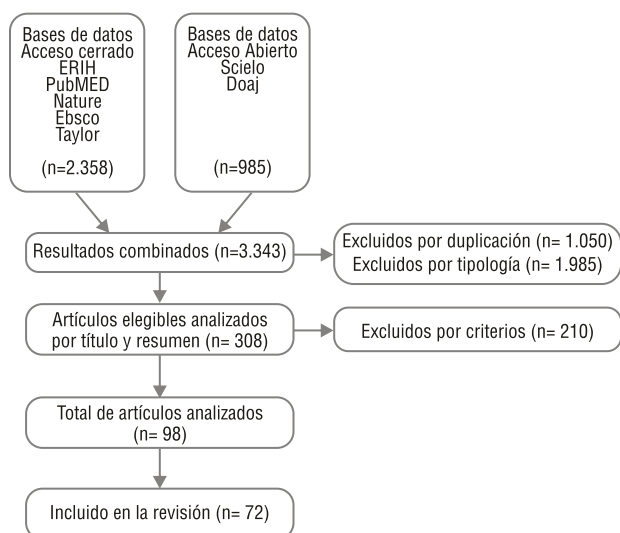 Bases de datos
Acceso cerrado
ERIH
PubMED
Nature
Ebsco
Taylor
(n=2.358)
Bases de datos
Acceso Abierto
Scielo
Doaj
(n=985)
Resultados combinados (n=3.343)
Excluidos por duplicación (n= 1.050)
Excluidos por tipología (n= 1.985)
Artículos elegibles analizados
por título y resumen (n= 308)
Excluidos por criterios (n= 210)
Total de artículos analizados
(n= 98)
Incluido en la revisión (n= 72)